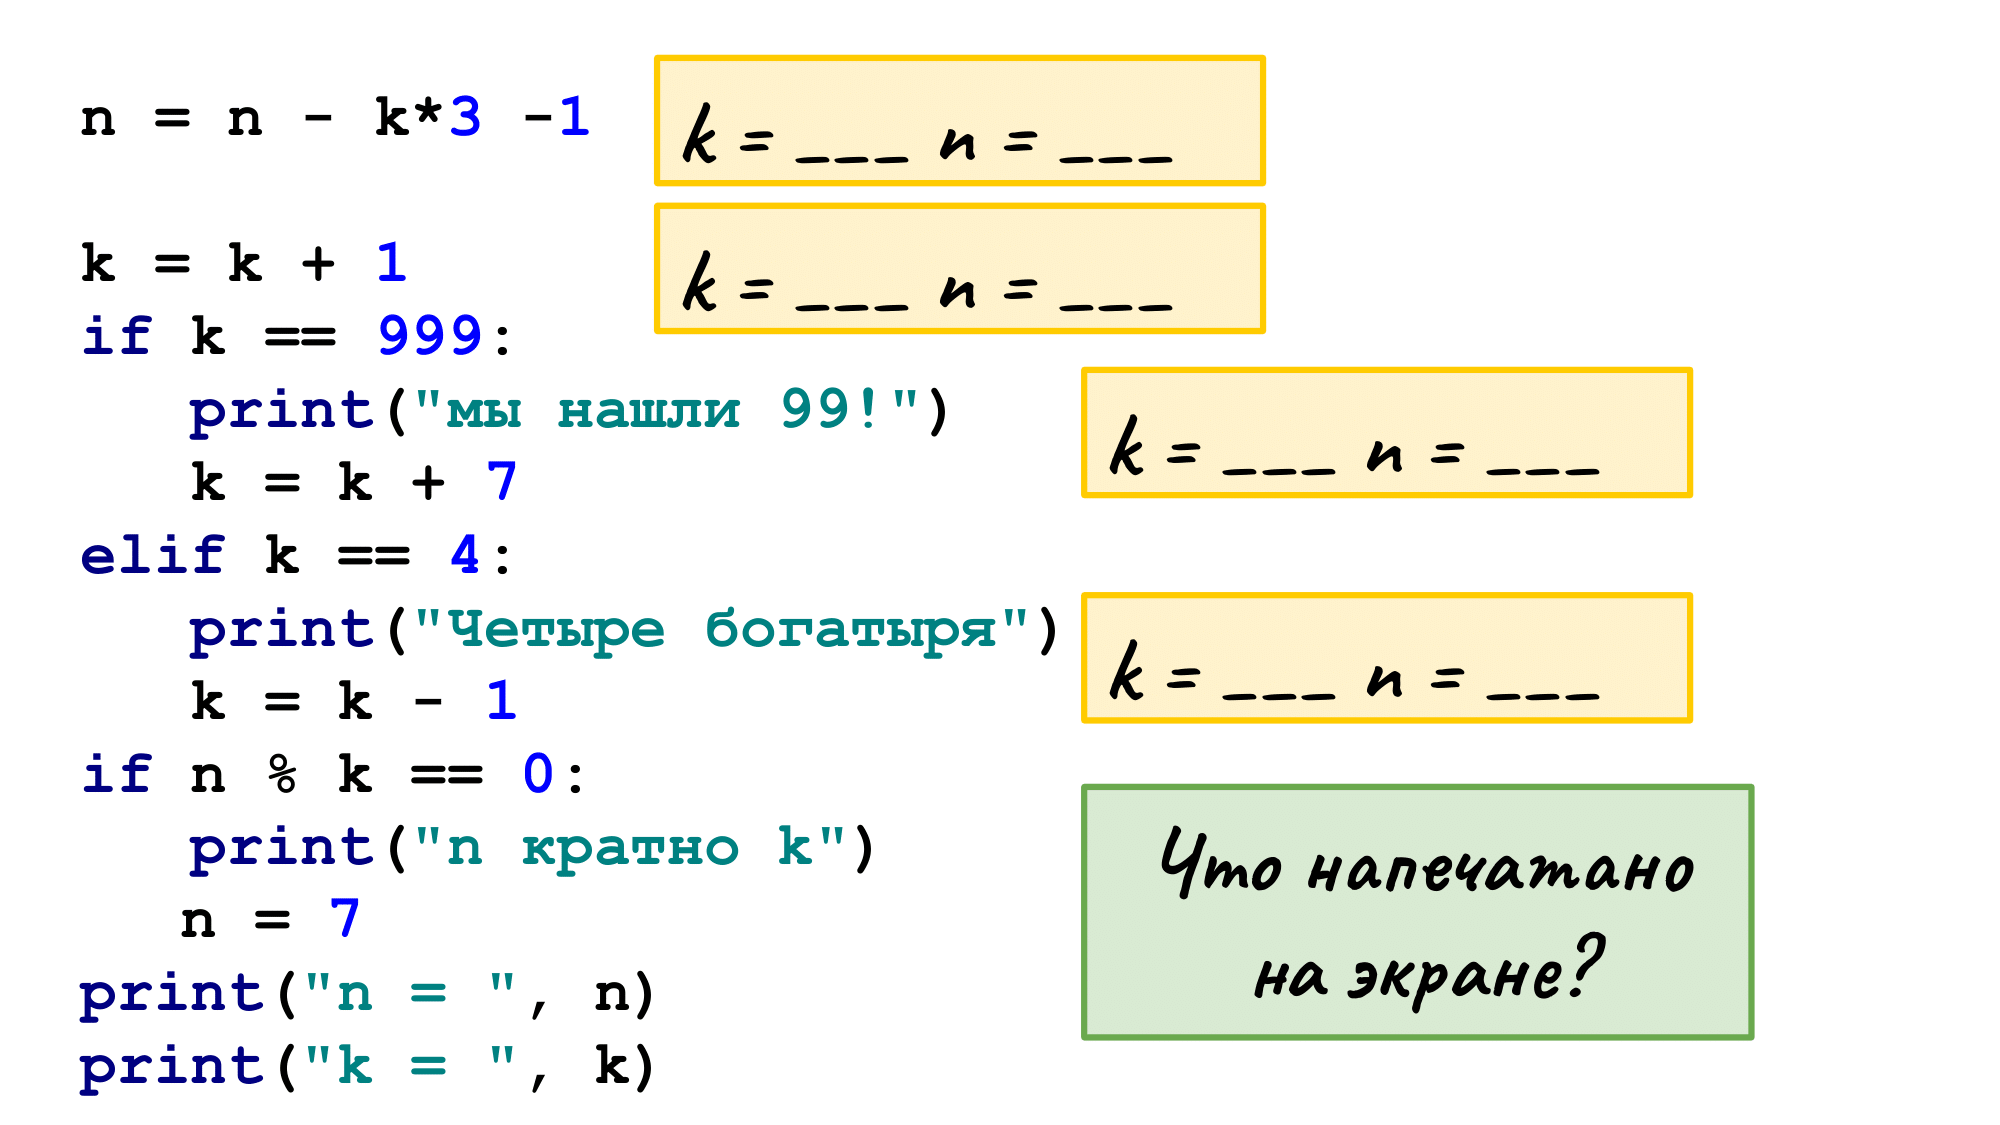 n = n - k*3 -1
k = ___ n = ___
k = ___ n = ___
k = k + 1
if k == 999:
print("мы нашли 99!")
k = ___ n = ___
k = k + 7
elif k == 4:
print("Четыре богатыря")
k = ___ n = ___
k = k - 1
if n % k == 0:
print("n кратно k")
n = 7
Что напечатано
на экране?
print("n = ", n)
print("k = ", k)